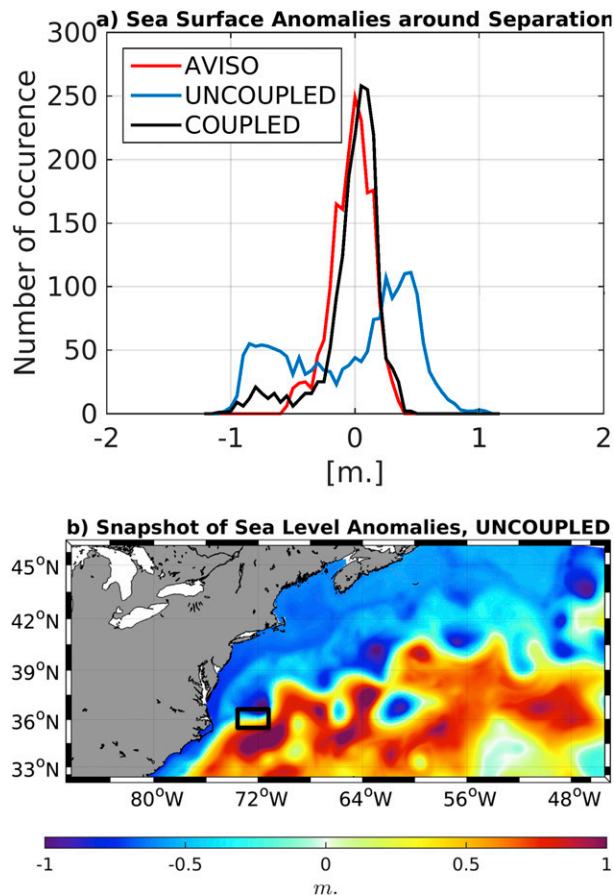 a) Sea Surface Anomalies around Separation
300
250
200
150
100
50
0
Number of occurence
AVISO
UNCOUPLED
COUPLED
-2 -1 0 1 2
[m.]
b) Snapshot of Sea Level Anomalies, UNCOUPLED
45°N
42°N
39°N
36°N
33°N
80°W 72°W 64°W 56°W 48°W
-1 -0.5 0 0.5 1
m.